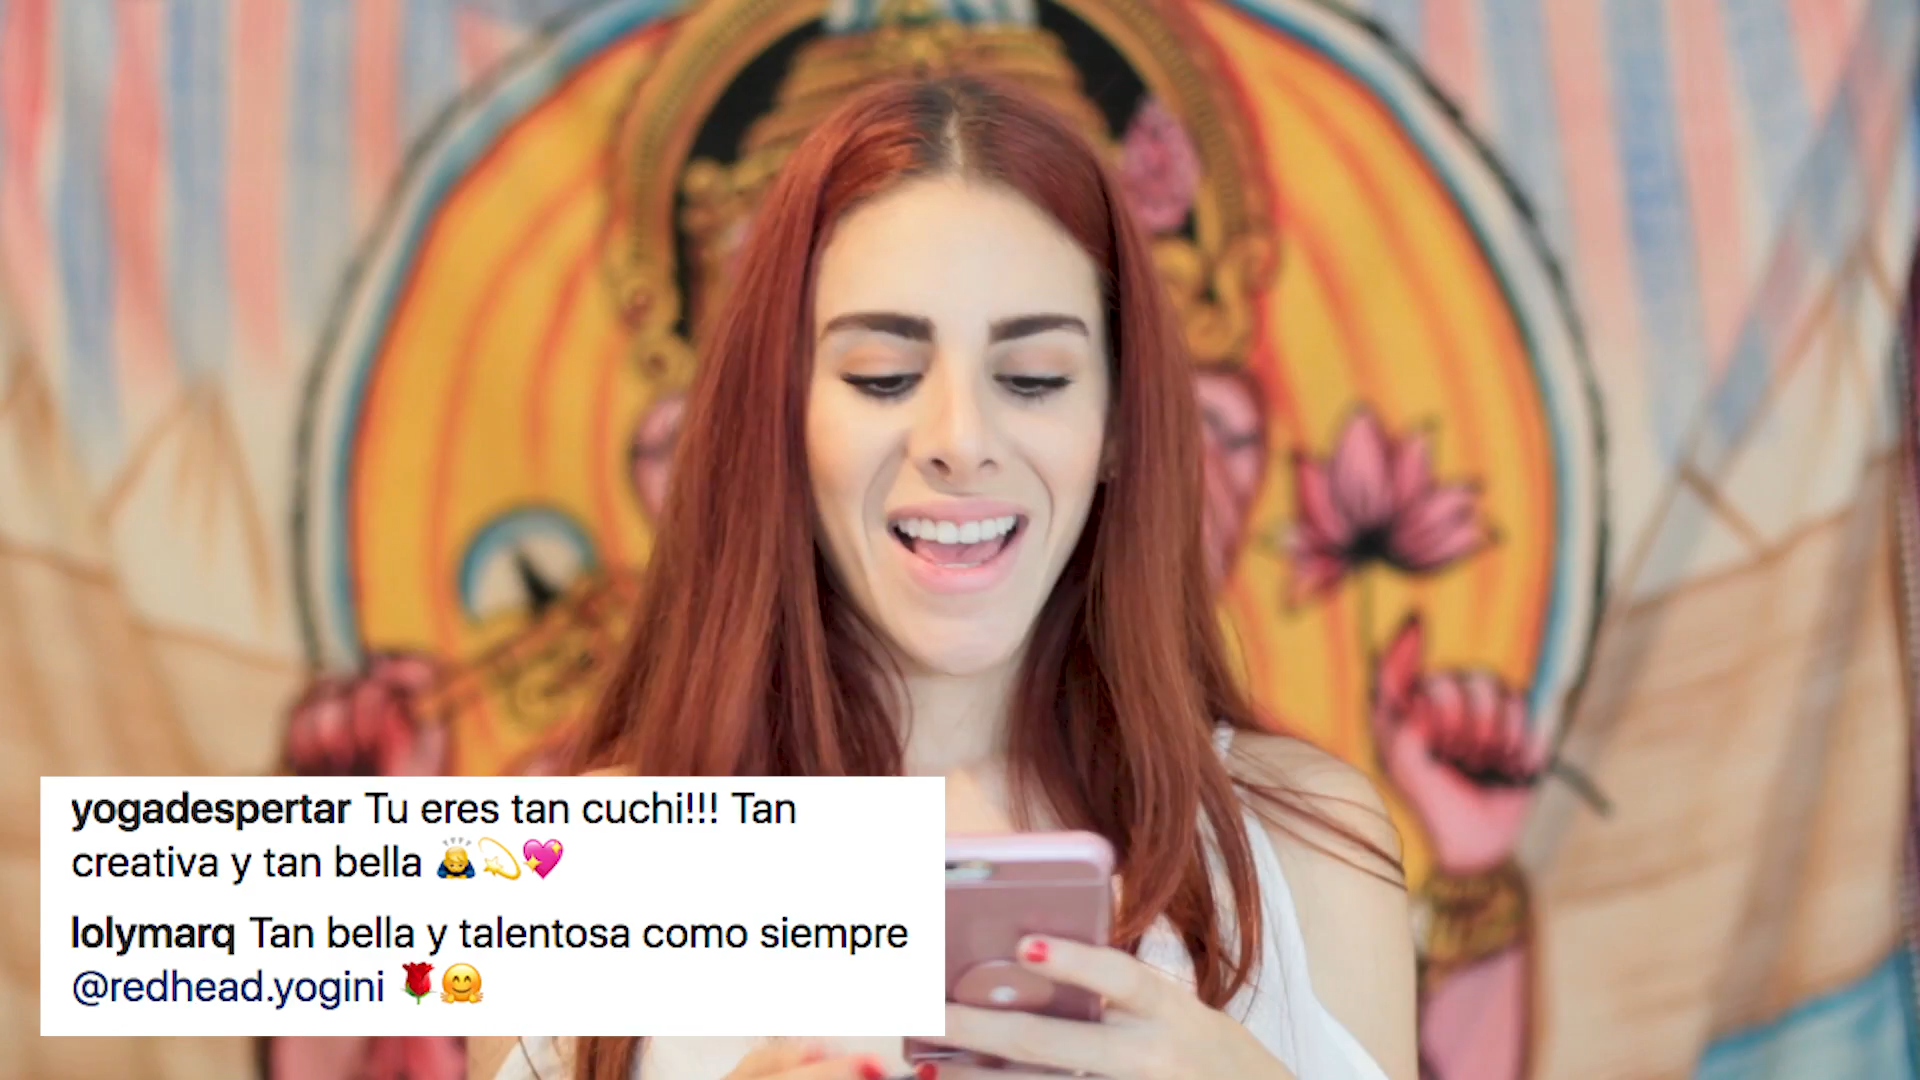 yogadespertar Tu eres tan cuchi!!! Tan
creativa y tan bella 🙇💫💖
lolymarq Tan bella y talentosa como siempre
@redhead.yogini 🌹🤗